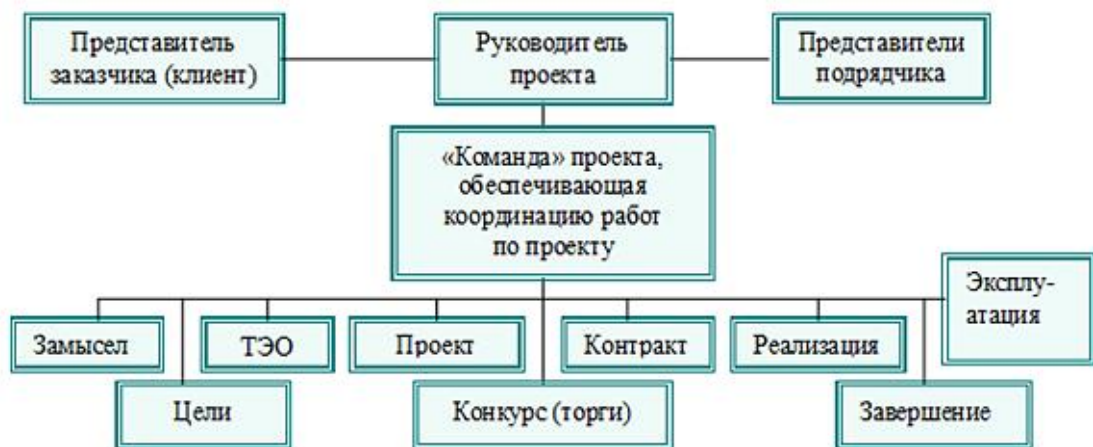 Представитель
заказчика (клиент)
Руководитель
проекта
Представители
подрядчика
«Команда» проекта,
обеспечивающая
координацию работ
по проекту
Эксплу-
атация
Замысел
ТЭО
Проект
Контракт
Реализация
Цели
Конкурс (торги)
Завершение